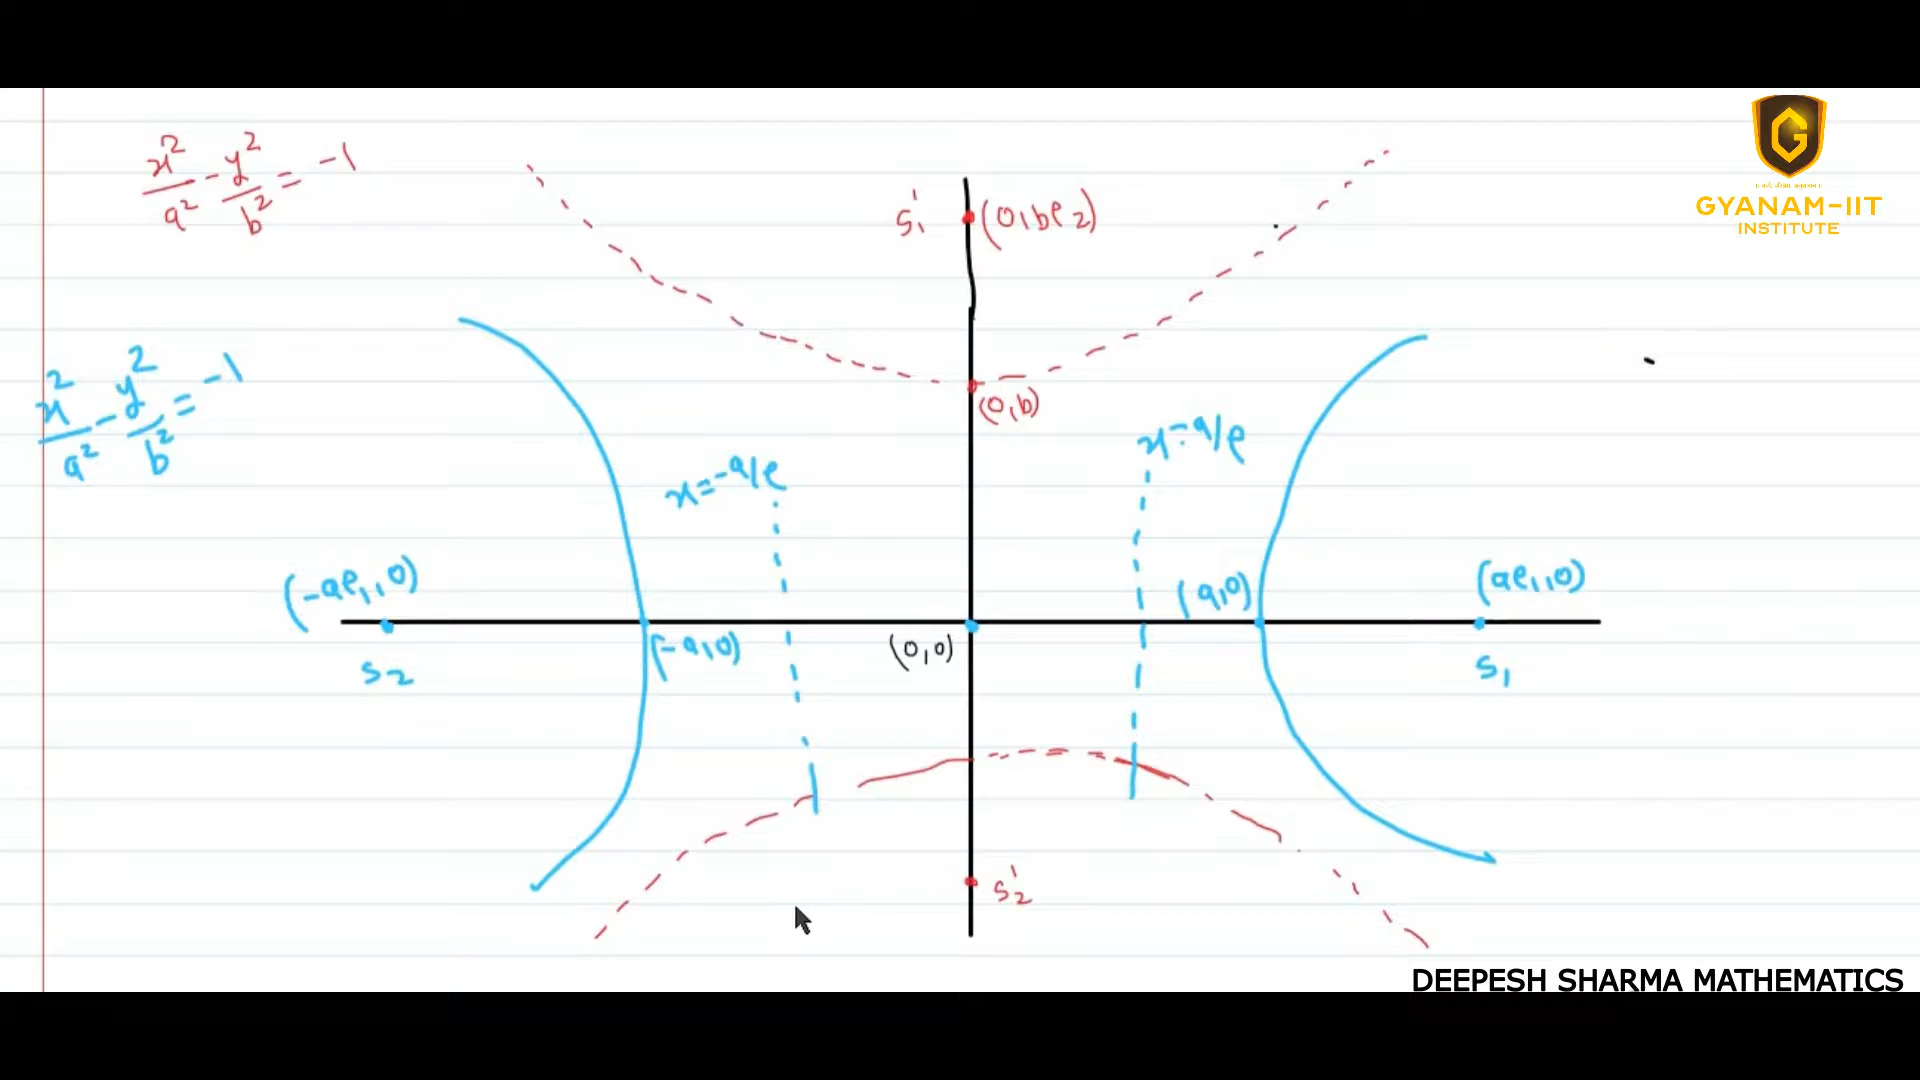 x²/a² - y²/b² = -1
S₁' (0, be₂)
GYANAM-IIT
INSTITUTE
x²/a² - y²/b² = -1
(0, b)
x = a/e
x = -a/e
(-ae₁, 0)
(a, 0)
(ae₁, 0)
(-a, 0)
(0, 0)
S₂
S₁
S₂'
DEEPESH SHARMA MATHEMATICS